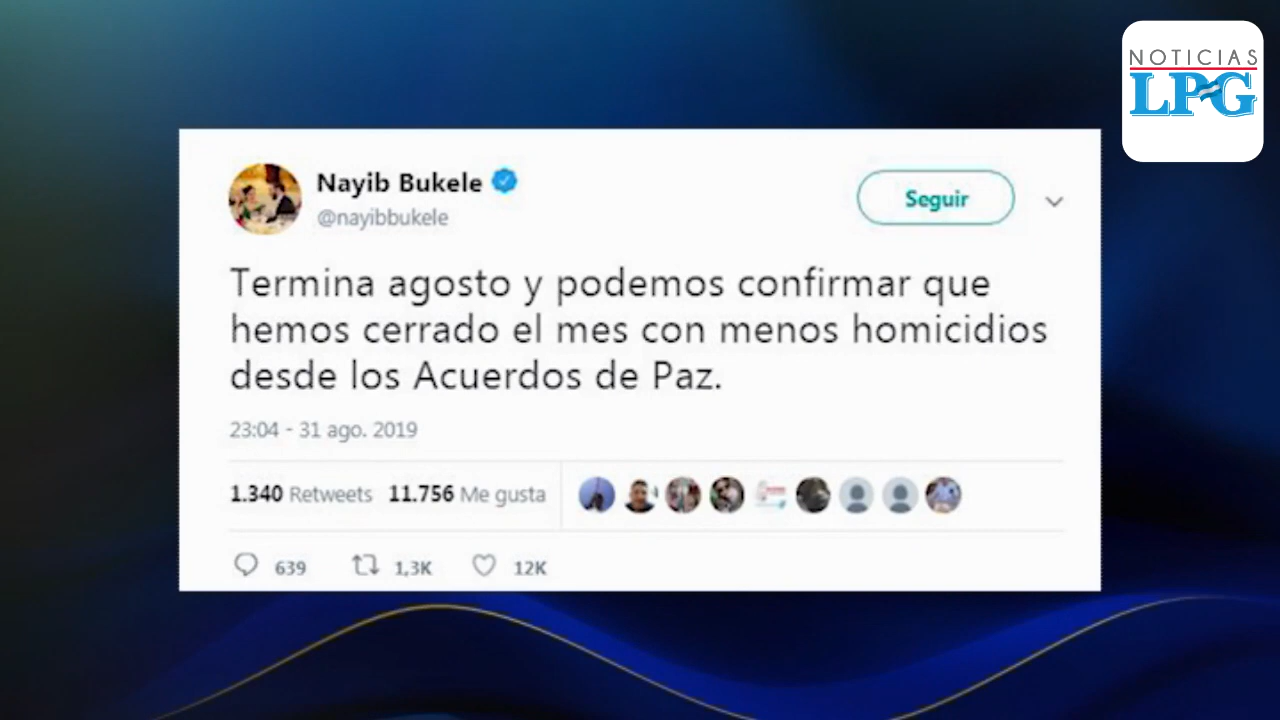 NOTICIAS
LPG
Nayib Bukele
@nayibbukele
Seguir
Termina agosto y podemos confirmar que
hemos cerrado el mes con menos homicidios
desde los Acuerdos de Paz.
23:04 - 31 ago. 2019
1.340 Retweets 11.756 Me gusta
639 1,3K 12K